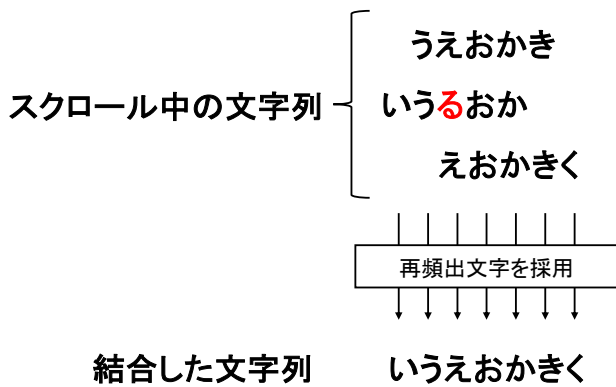 うえおかき
スクロール中の文字列
いうるおか
えおかきく
再頻出文字を採用
結合した文字列
いうえおかきく